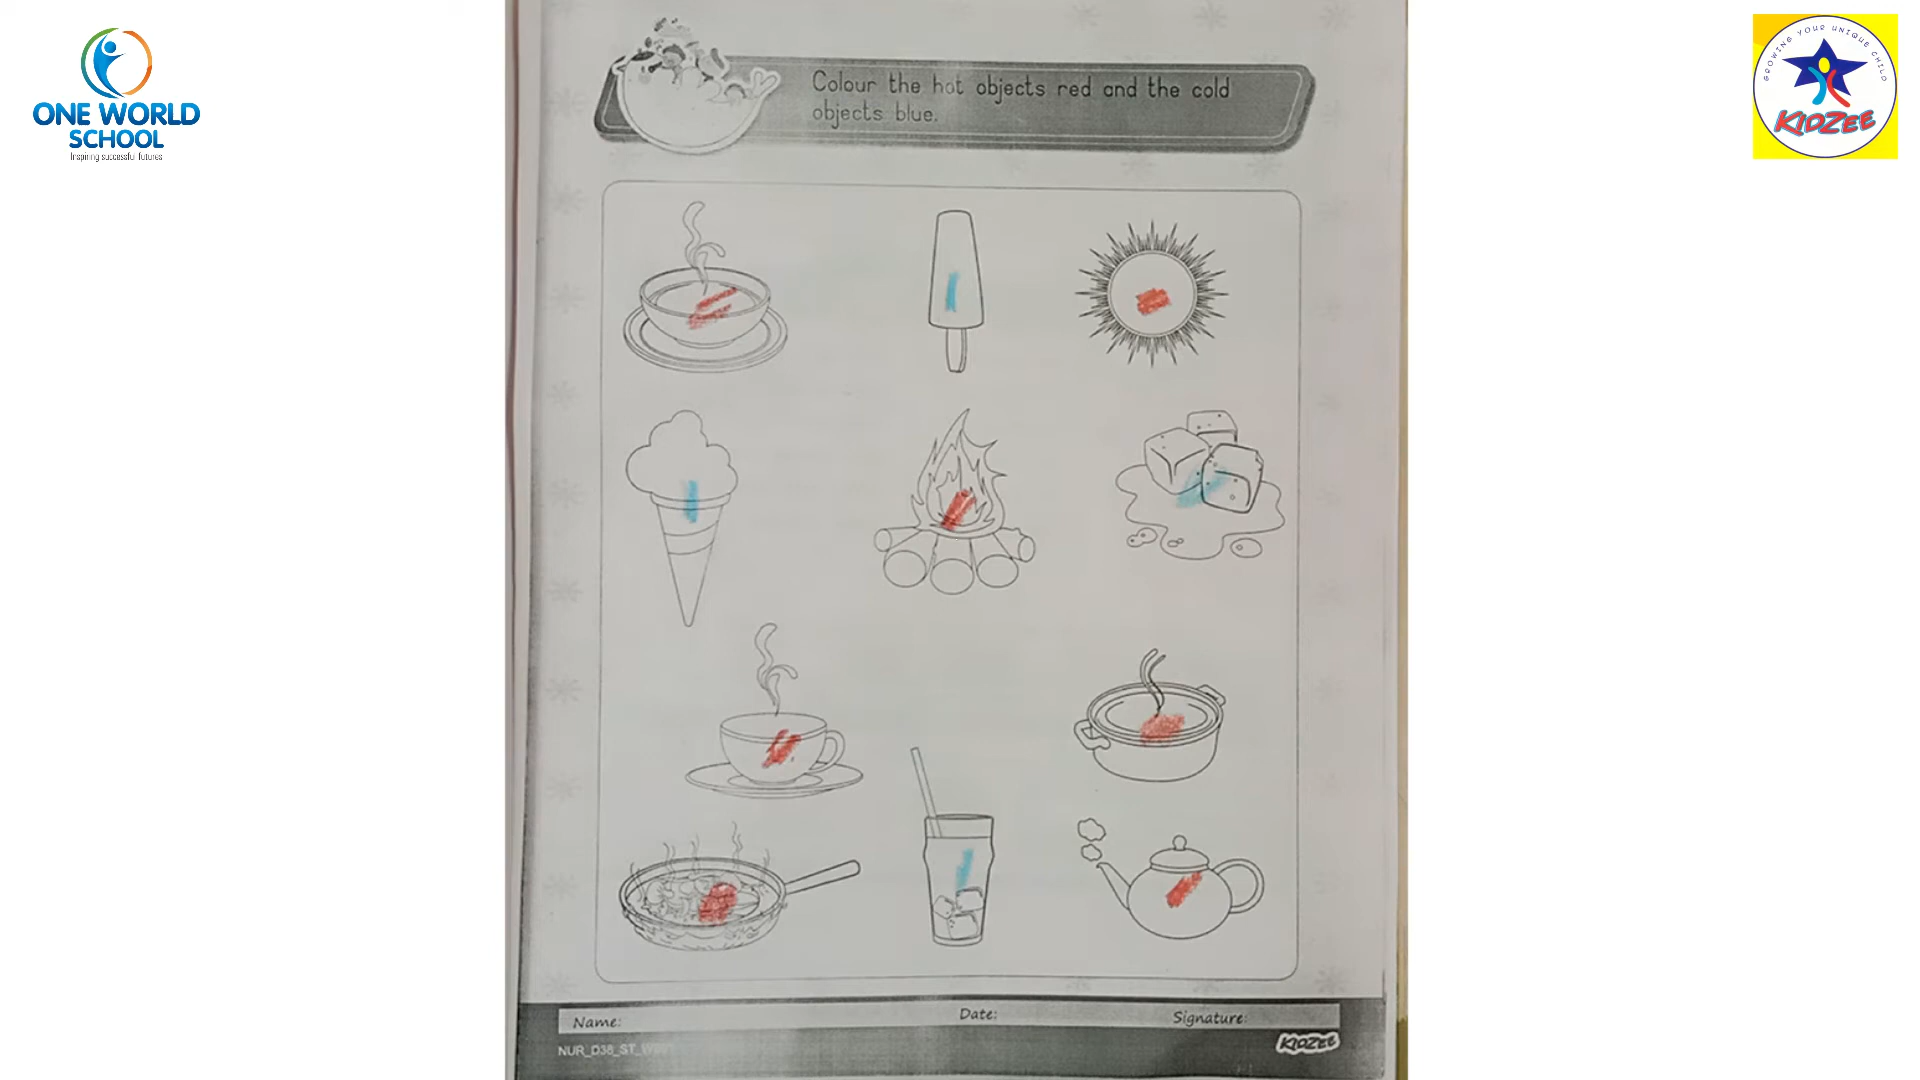 ONE WORLD
SCHOOL
Inspiring successful futures
GROWING YOUR UNIQUE CHILD
KIDZEE
Colour the hot objects red and the cold
objects blue.
Name:
Date:
Signature:
NUR_D38_ST
KIDZEE